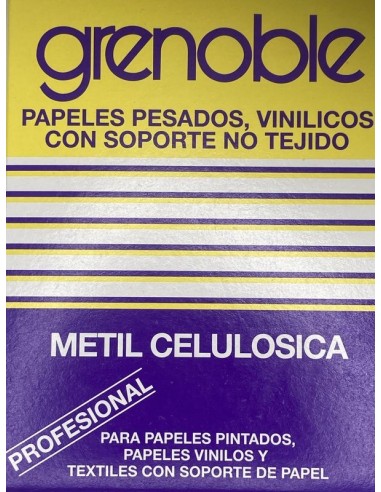 grenoble
PAPELES PESADOS, VINILICOS
CON SOPORTE NO TEJIDO
METIL CELULOSICA
PROFESIONAL
PARA PAPELES PINTADOS,
PAPELES VINILOS Y
TEXTILES CON SOPORTE DE PAPEL